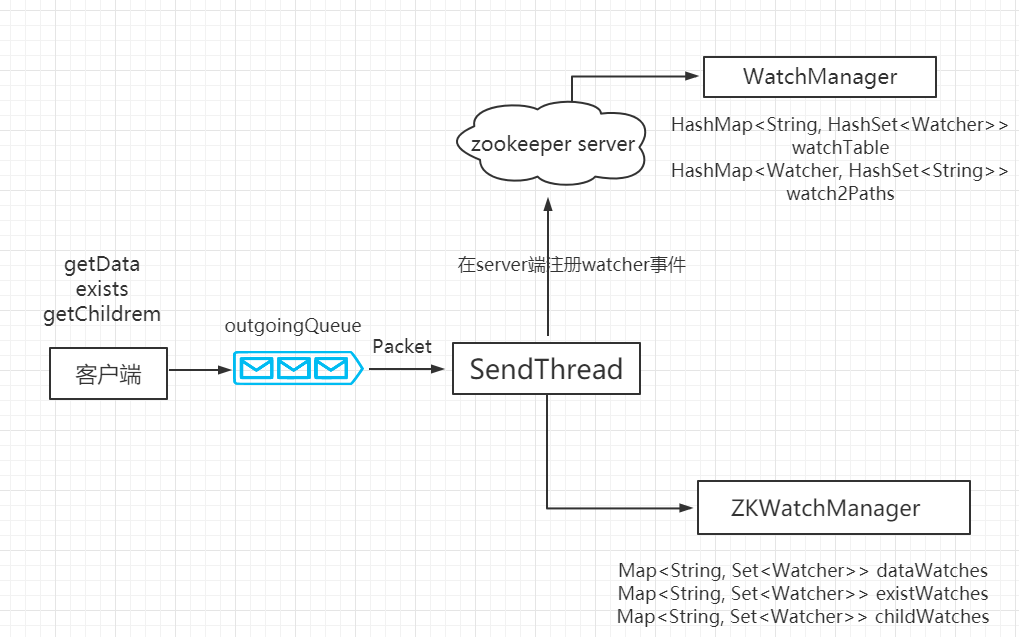 WatchManager
HashMap<String, HashSet<Watcher>>
watchTable
HashMap<Watcher, HashSet<String>>
watch2Paths
zookeeper server
在server端注册watcher事件
getData
exists
getChildrem
客户端
outgoingQueue
Packet
SendThread
ZKWatchManager
Map<String, Set<Watcher>> dataWatches
Map<String, Set<Watcher>> existWatches
Map<String, Set<Watcher>> childWatches